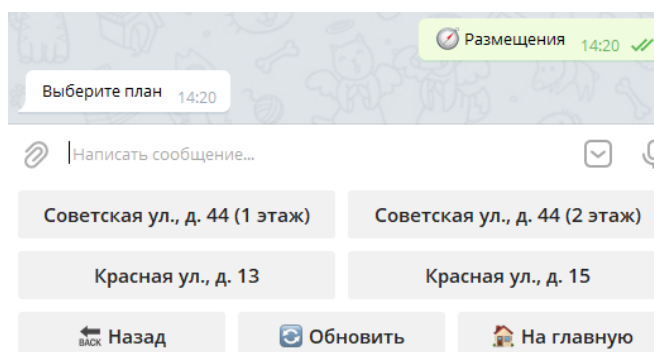 🧭 Размещения 14:20
Выберите план 14:20
Написать сообщение...
Советская ул., д. 44 (1 этаж) Советская ул., д. 44 (2 этаж)
Красная ул., д. 13 Красная ул., д. 15
🔙 Назад 🔄 Обновить 🏠 На главную